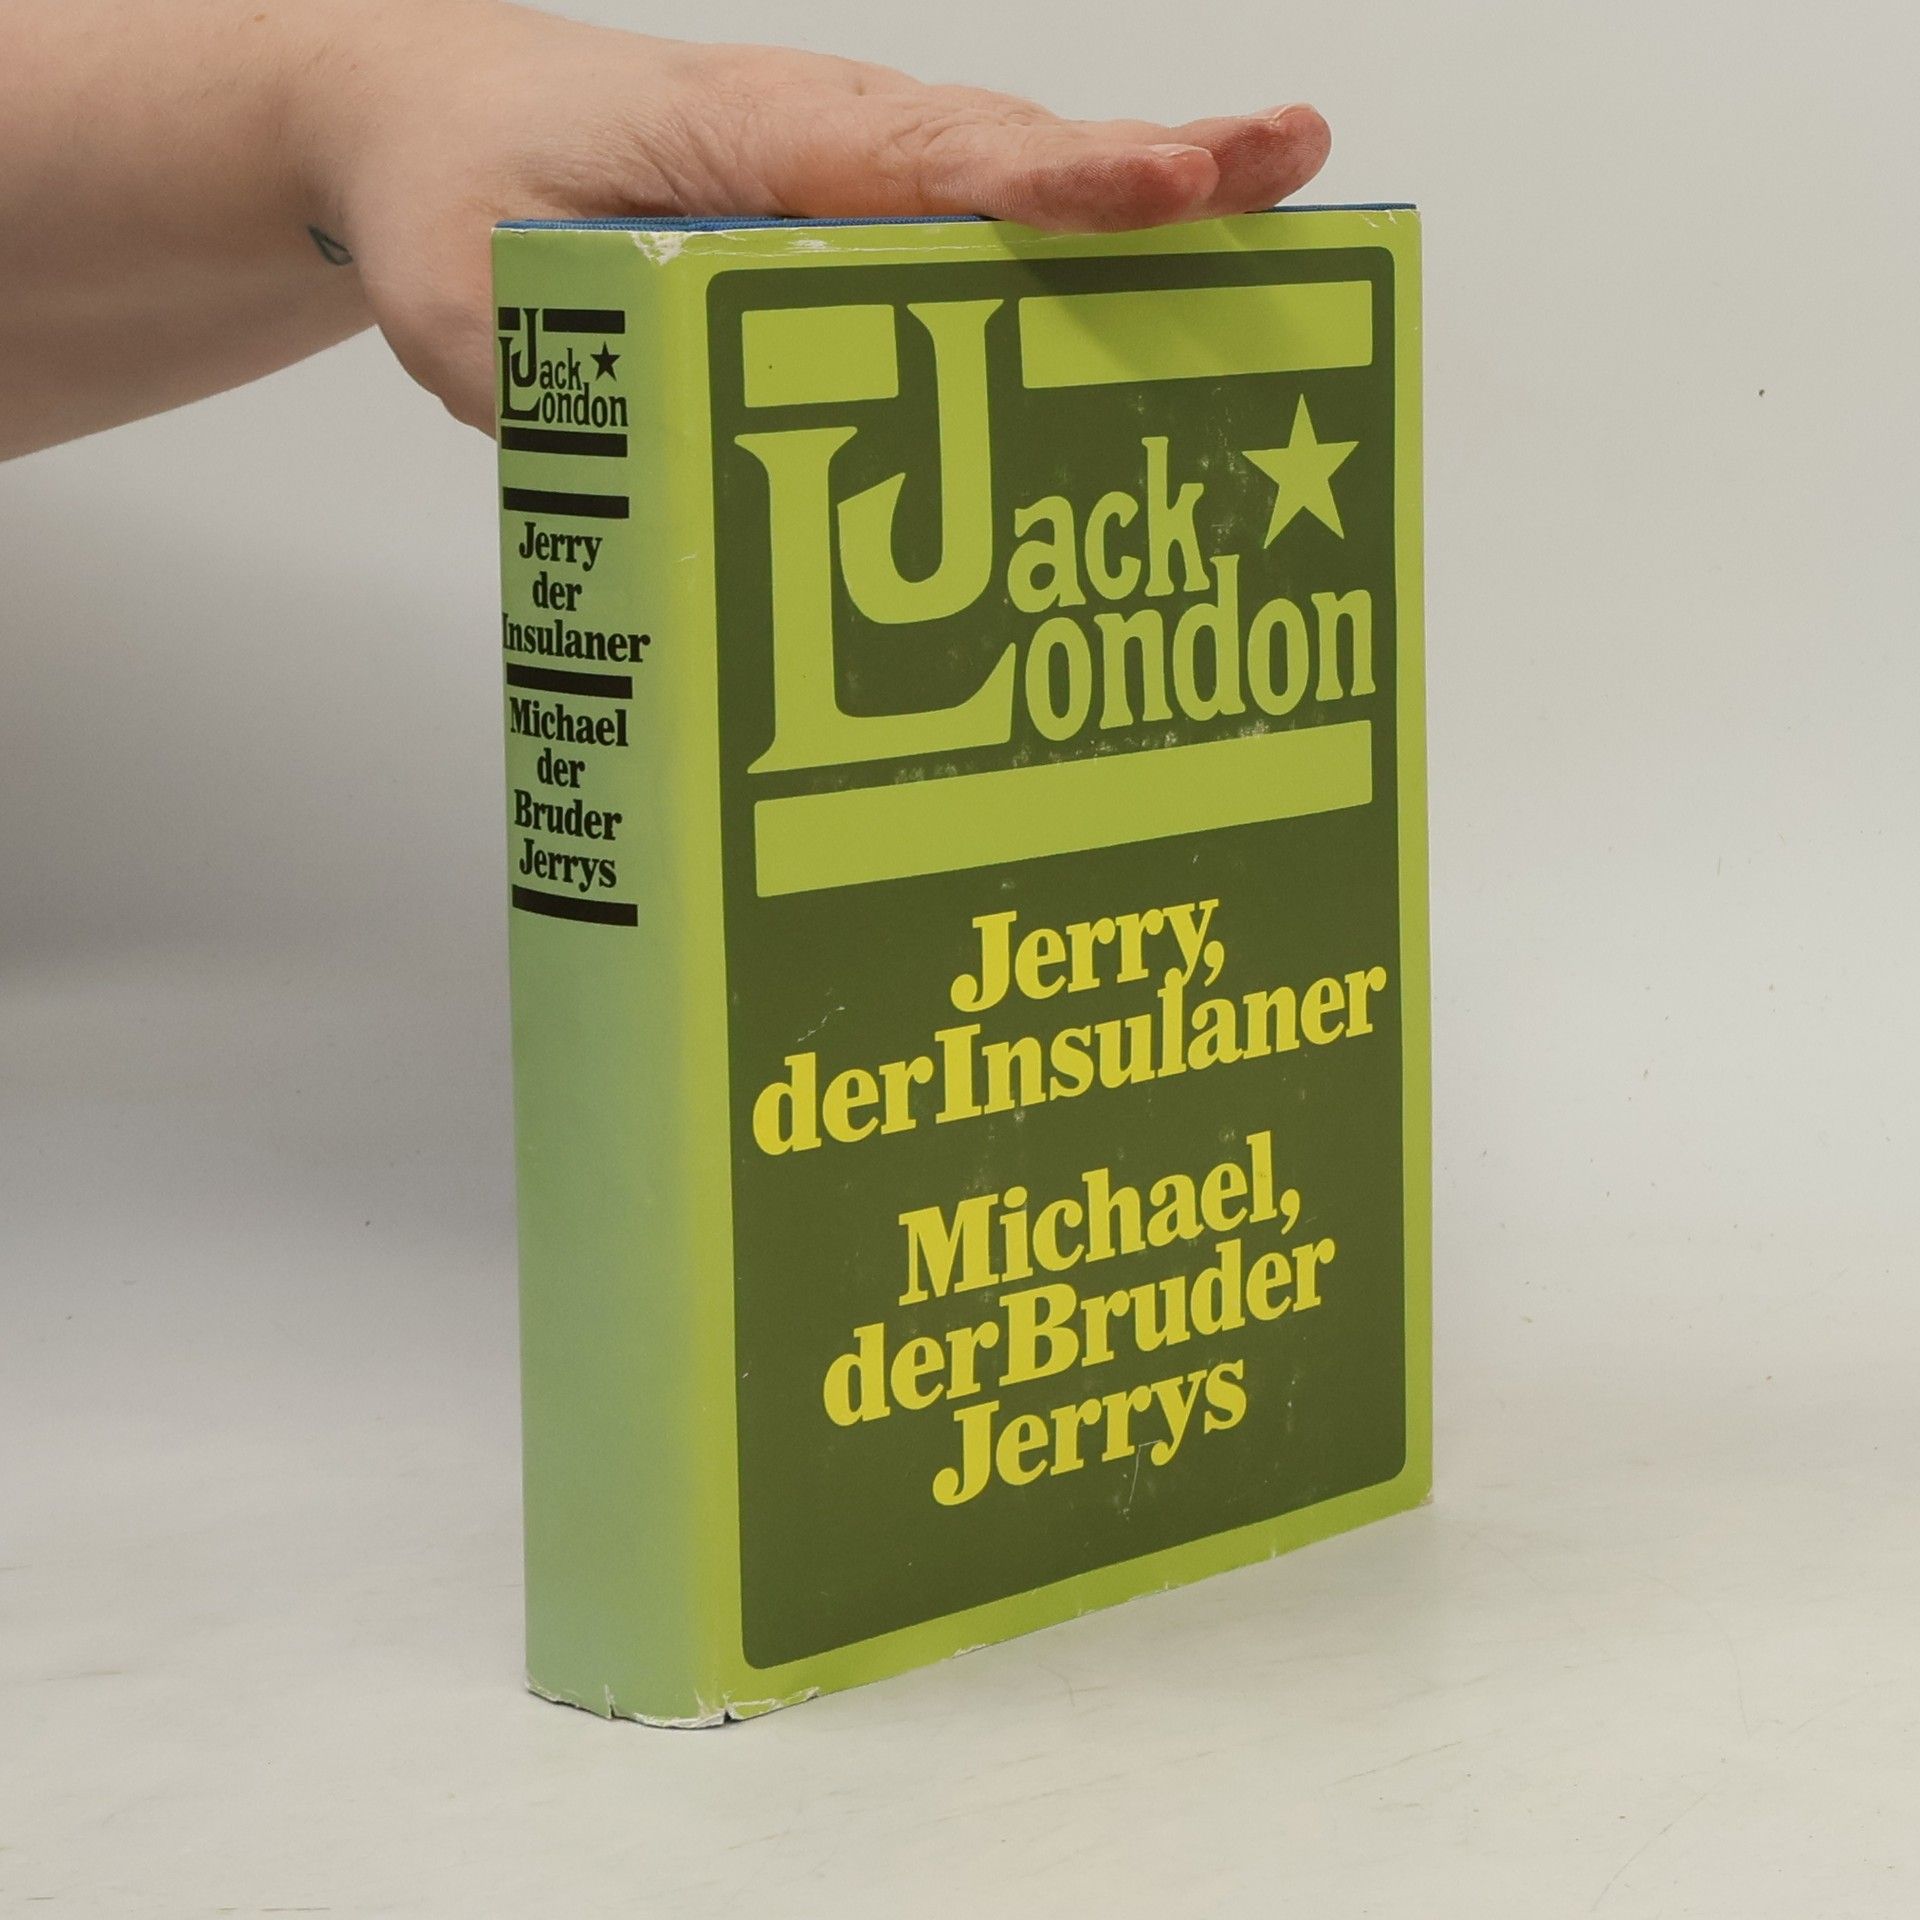 Jack
London
Jerry
der
Insulaner
Michael
der
Bruder
Jerrys
Jack
London
Jerry,
der Insulaner
Michael,
der Bruder
Jerrys